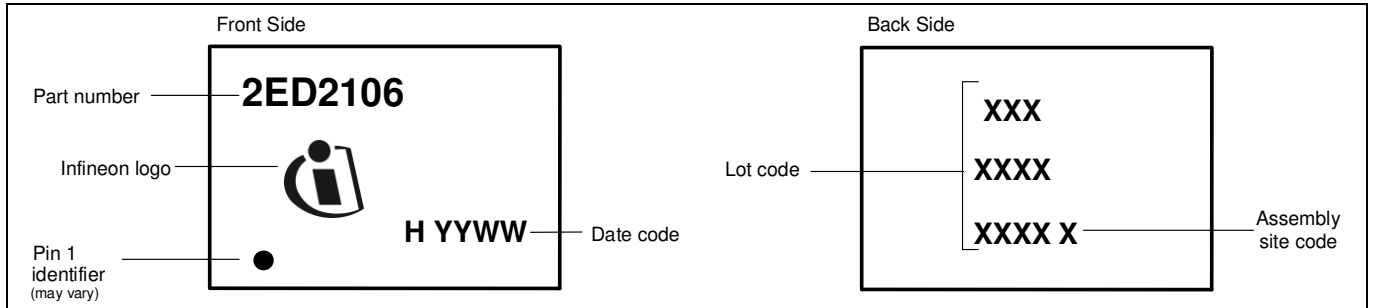 Front Side
Back Side
Part number
2ED2106
Infineon logo
H YYWW
Date code
Pin 1
identifier
(may vary)
Lot code
XXX
XXXX
XXXX X
Assembly
site code